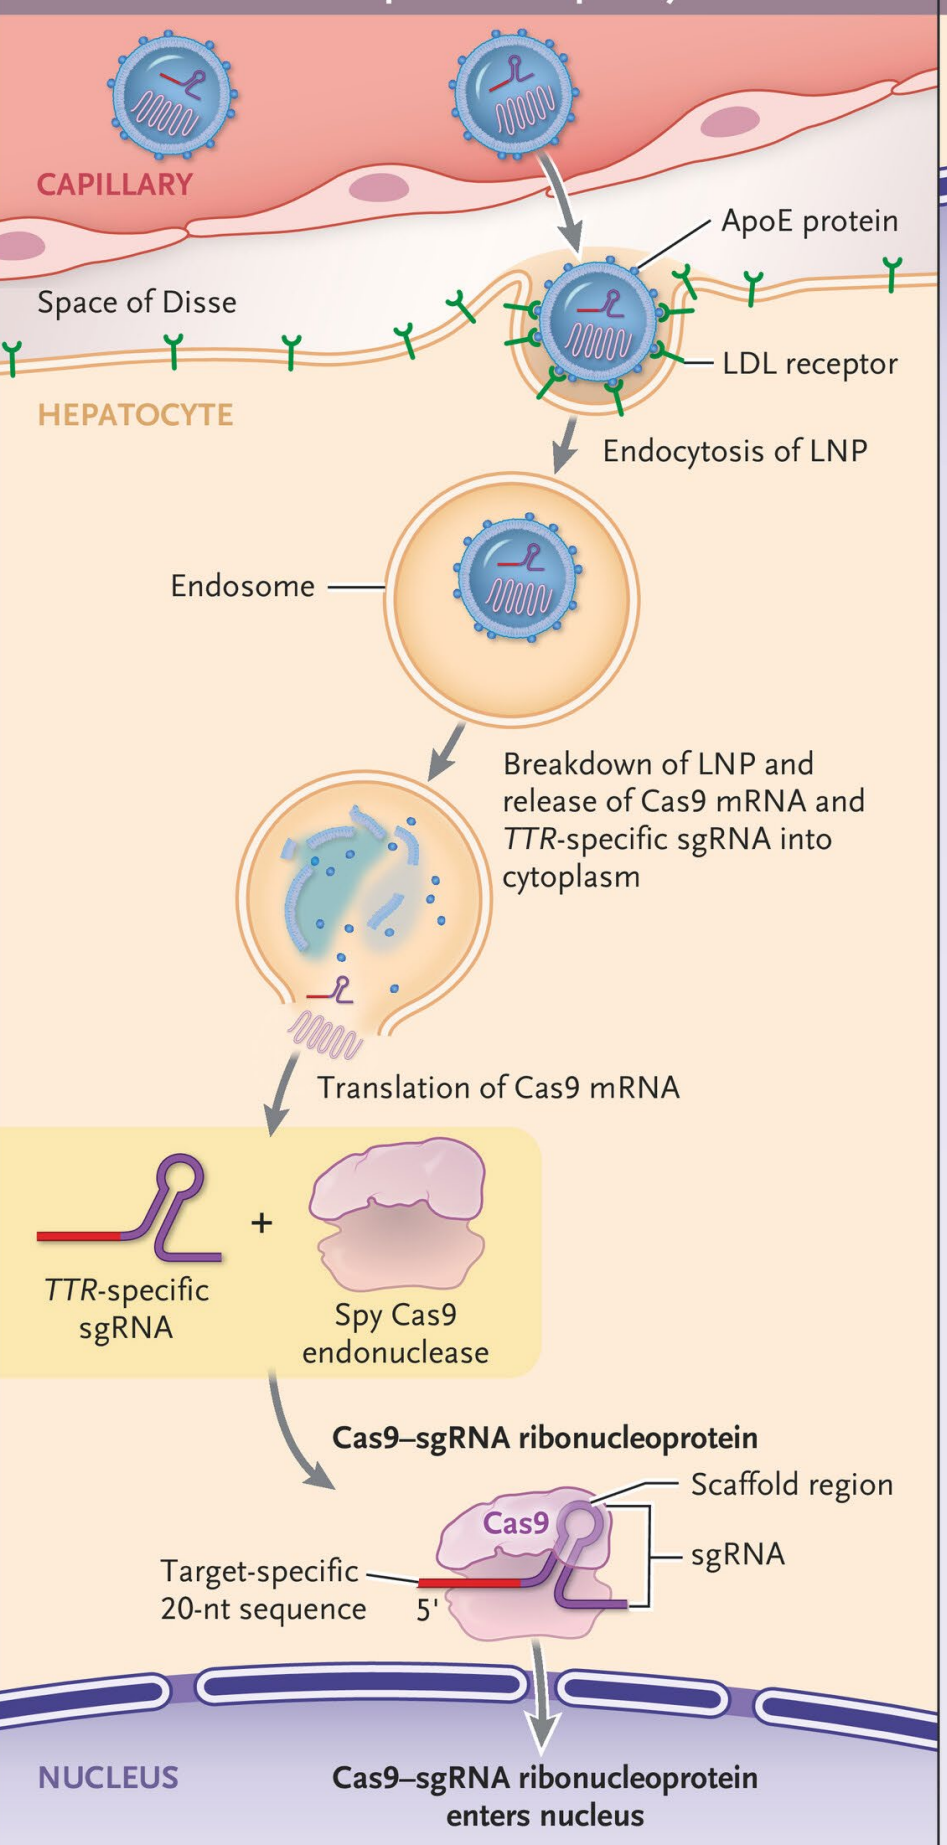 CAPILLARY
ApoE protein
Space of Disse
LDL receptor
HEPATOCYTE
Endocytosis of LNP
Endosome
Breakdown of LNP and
release of Cas9 mRNA and
TTR-specific sgRNA into
cytoplasm
Translation of Cas9 mRNA
+
TTR-specific
sgRNA
Spy Cas9
endonuclease
Cas9–sgRNA ribonucleoprotein
Scaffold region
Cas9
sgRNA
Target-specific
20-nt sequence
5'
NUCLEUS
Cas9–sgRNA ribonucleoprotein
enters nucleus